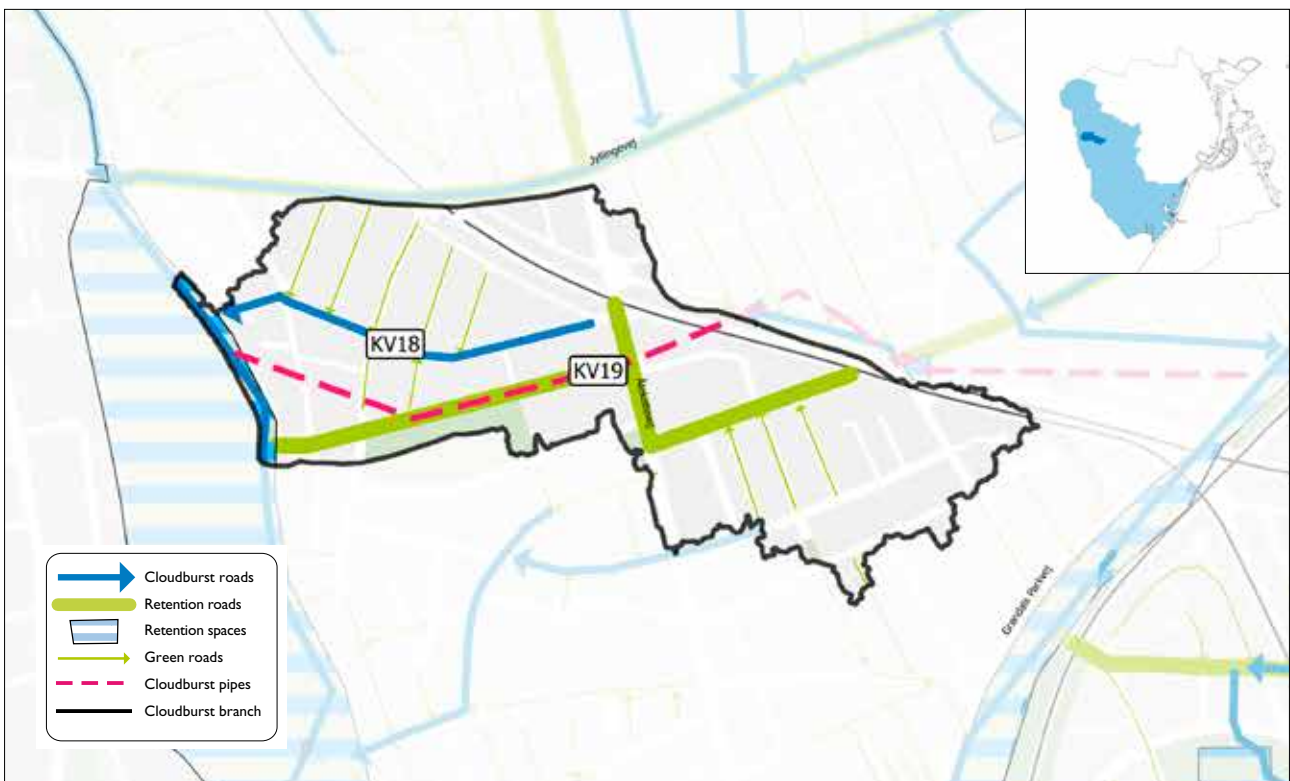 Jyllingevej
KV18
KV19
Grøndals Parkvej
Cloudburst roads
Retention roads
Retention spaces
Green roads
Cloudburst pipes
Cloudburst branch